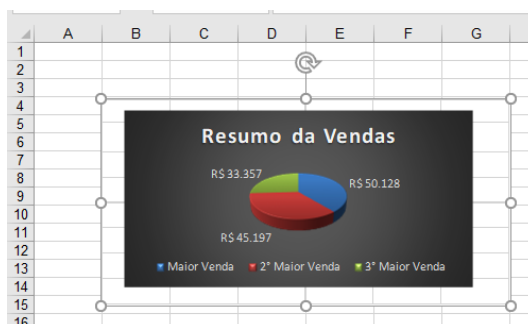 A B C D E F G
1
2
3
4
5
Resumo da Vendas
6
7
R$ 33.357
8
R$ 50.128
9
10
11
R$ 45.197
12
13
Maior Venda 2° Maior Venda 3° Maior Venda
14
15
16